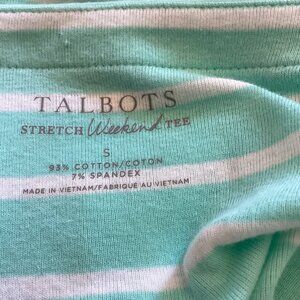 TALBOTS
STRETCH Weekend TEE
S
93% COTTON/COTON
7% SPANDEX
MADE IN VIETNAM/FABRIQUE AU VIETNAM